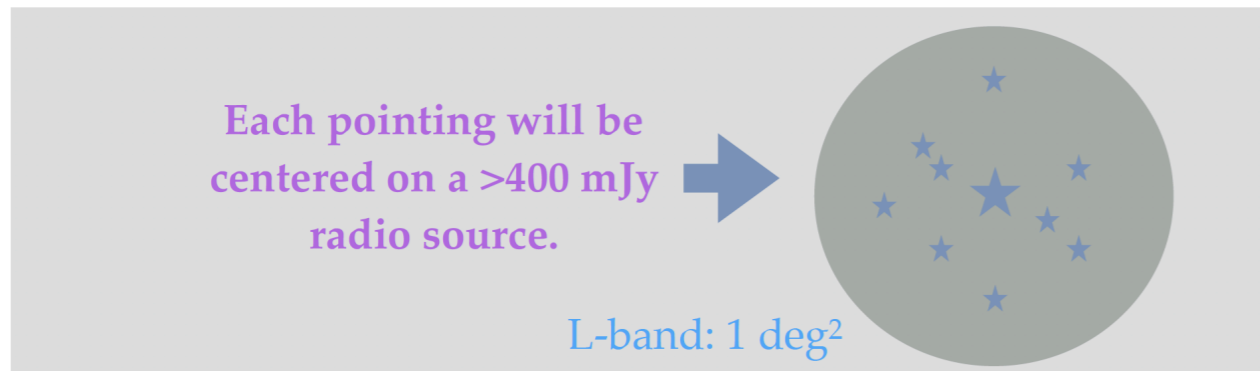 Each pointing will be
centered on a >400 mJy
radio source.
L-band: 1 deg²